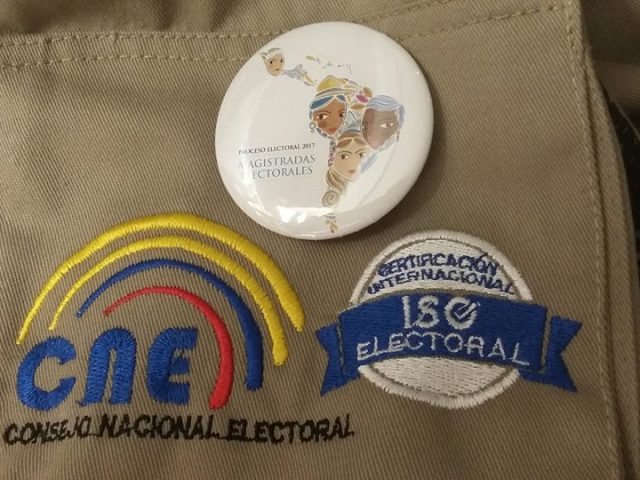 PROCESO ELECTORAL 2017
MAGISTRADAS
ELECTORALES
CNE
CONSEJO NACIONAL ELECTORAL
CERTIFICACIÓN
INTERNACIONAL
ISO
ELECTORAL